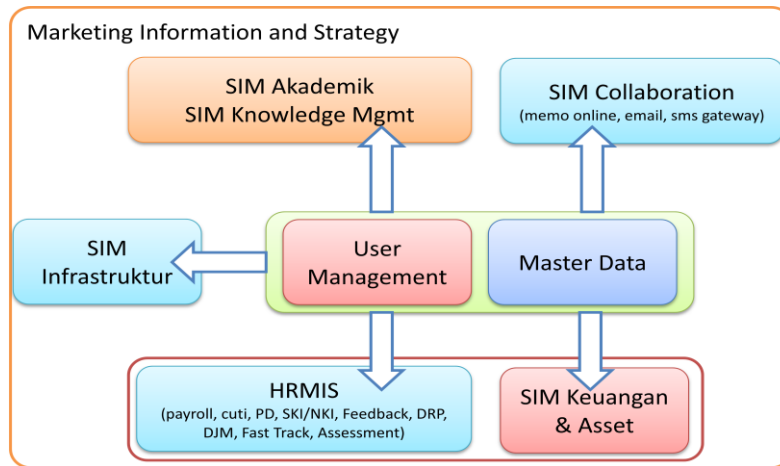 Marketing Information and Strategy
SIM Akademik
SIM Knowledge Mgmt
SIM Collaboration
(memo online, email, sms gateway)
SIM
Infrastruktur
User
Management
Master Data
HRMIS
(payroll, cuti, PD, SKI/NKI, Feedback, DRP,
DJM, Fast Track, Assessment)
SIM Keuangan
& Asset